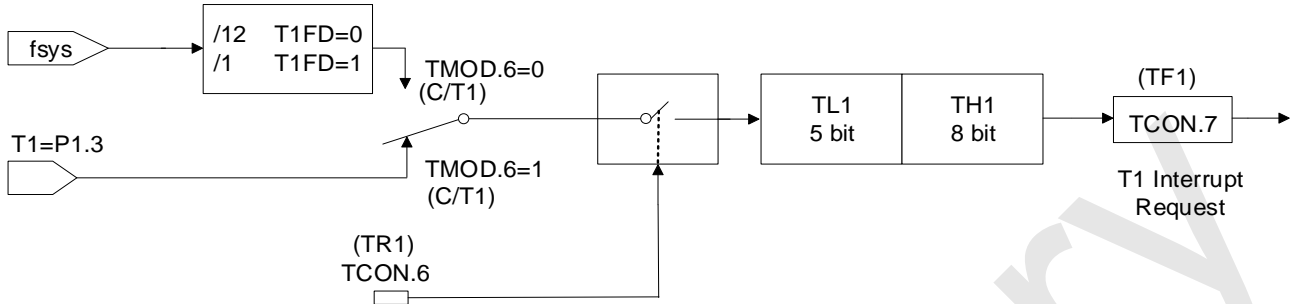 fsys
/12 T1FD=0
/1 T1FD=1
TMOD.6=0
(C/T1)
T1=P1.3
TMOD.6=1
(C/T1)
(TR1)
TCON.6
TL1
5 bit
TH1
8 bit
(TF1)
TCON.7
T1 Interrupt
Request
ry